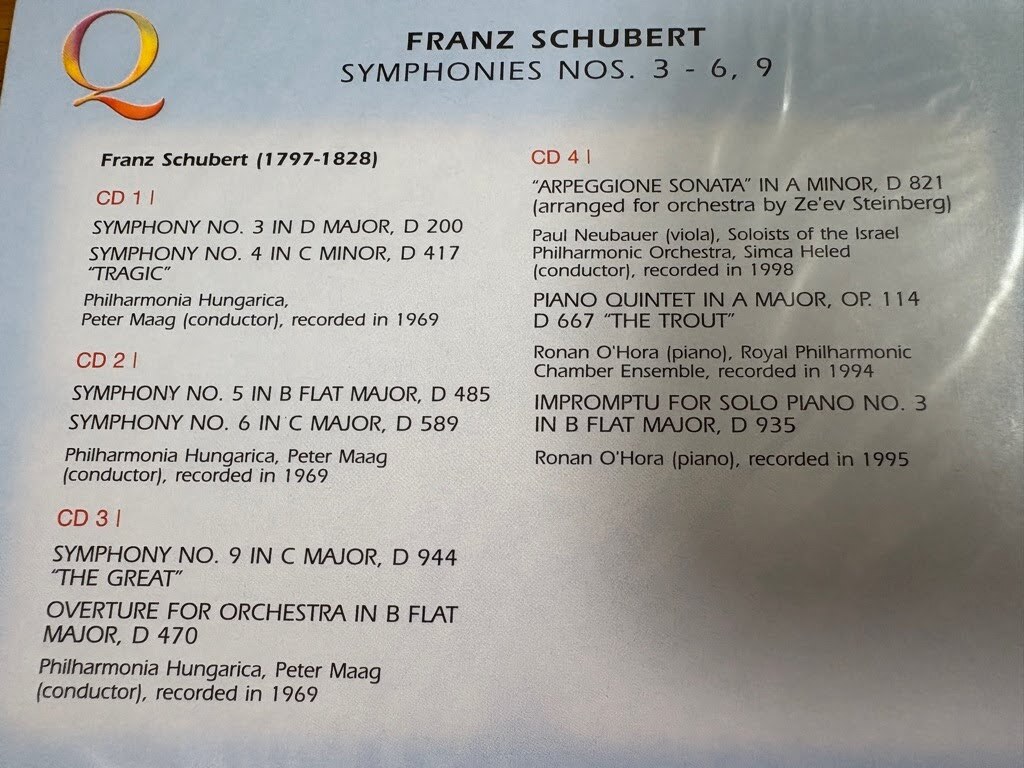 Q
FRANZ SCHUBERT
SYMPHONIES NOS. 3 - 6, 9
Franz Schubert (1797-1828)
CD 1 |
SYMPHONY NO. 3 IN D MAJOR, D 200
SYMPHONY NO. 4 IN C MINOR, D 417
"TRAGIC"
Philharmonia Hungarica,
Peter Maag (conductor), recorded in 1969
CD 2 |
SYMPHONY NO. 5 IN B FLAT MAJOR, D 485
SYMPHONY NO. 6 IN C MAJOR, D 589
Philharmonia Hungarica, Peter Maag
(conductor), recorded in 1969
CD 3 |
SYMPHONY NO. 9 IN C MAJOR, D 944
"THE GREAT"
OVERTURE FOR ORCHESTRA IN B FLAT
MAJOR, D 470
Philharmonia Hungarica, Peter Maag
(conductor), recorded in 1969
CD 4 |
"ARPEGGIONE SONATA" IN A MINOR, D 821
(arranged for orchestra by Ze'ev Steinberg)
Paul Neubauer (viola), Soloists of the Israel
Philharmonic Orchestra, Simca Heled
(conductor), recorded in 1998
PIANO QUINTET IN A MAJOR, OP. 114
D 667 "THE TROUT"
Ronan O'Hora (piano), Royal Philharmonic
Chamber Ensemble, recorded in 1994
IMPROMPTU FOR SOLO PIANO NO. 3
IN B FLAT MAJOR, D 935
Ronan O'Hora (piano), recorded in 1995